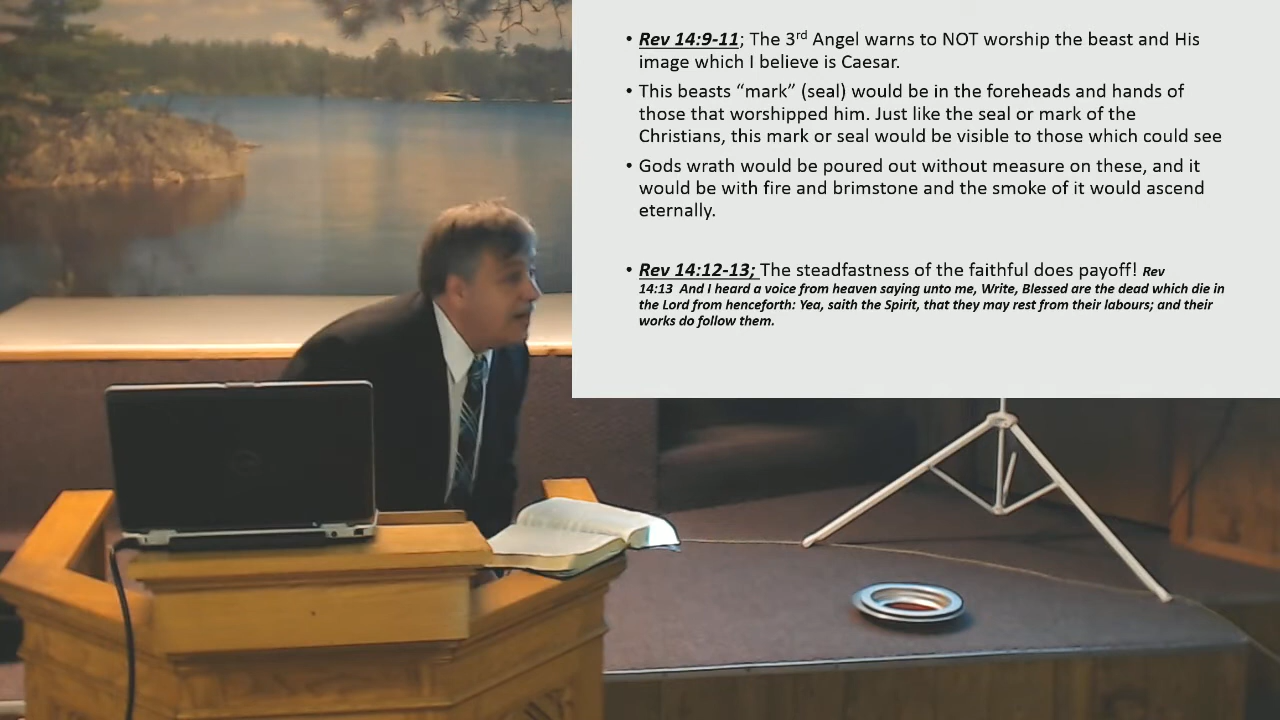 • Rev 14:9-11; The 3rd Angel warns to NOT worship the beast and His
image which I believe is Caesar.
• This beasts “mark” (seal) would be in the foreheads and hands of
those that worshipped him. Just like the seal or mark of the
Christians, this mark or seal would be visible to those which could see
• Gods wrath would be poured out without measure on these, and it
would be with fire and brimstone and the smoke of it would ascend
eternally.
• Rev 14:12-13; The steadfastness of the faithful does payoff! Rev
14:13 And I heard a voice from heaven saying unto me, Write, Blessed are the dead which die in
the Lord from henceforth: Yea, saith the Spirit, that they may rest from their labours; and their
works do follow them.